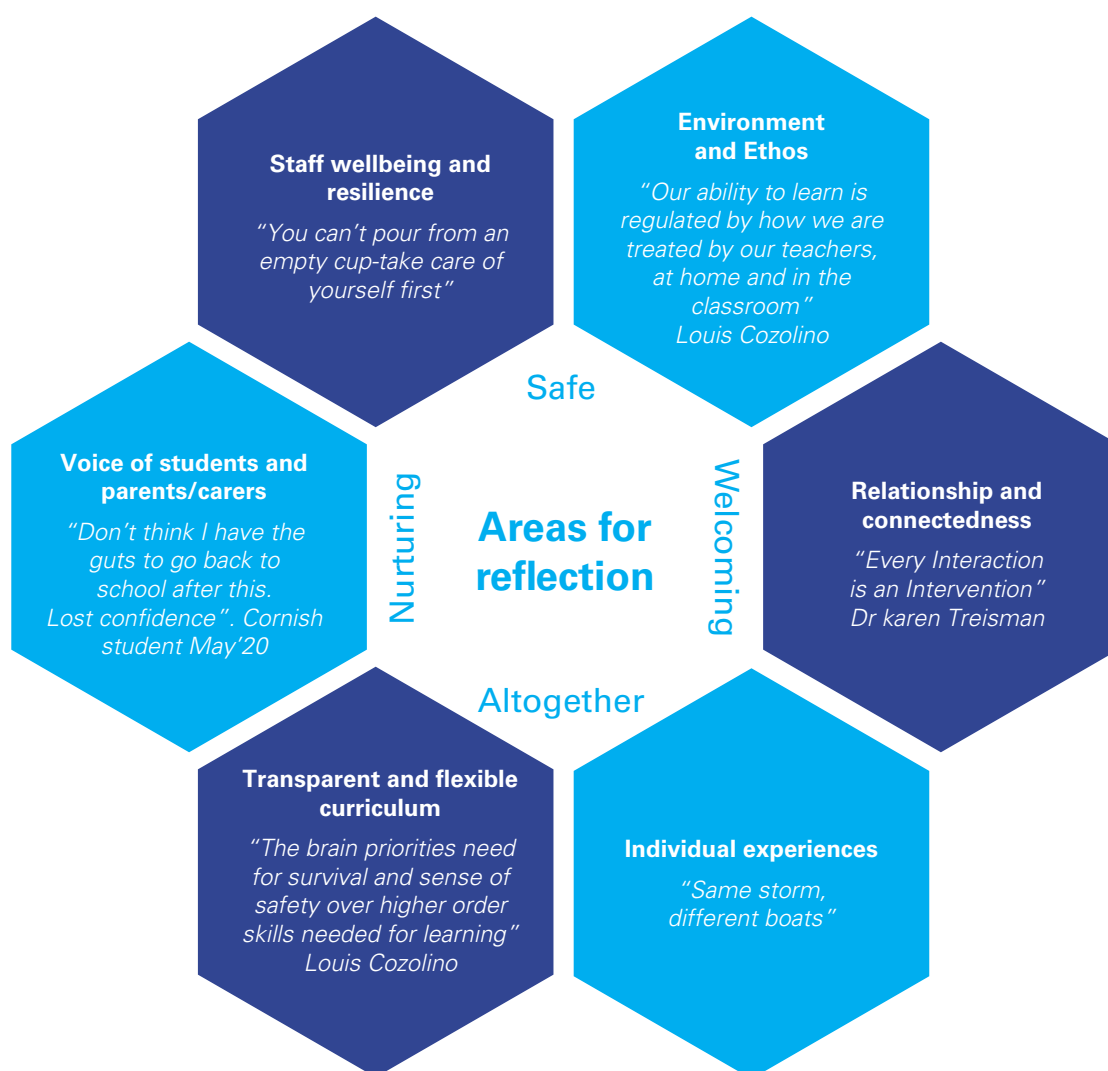 Staff wellbeing and
resilience
“You can’t pour from an
empty cup-take care of
yourself first”
Environment
and Ethos
“Our ability to learn is
regulated by how we are
treated by our teachers,
at home and in the
classroom”
Louis Cozolino
Safe
Voice of students and
parents/carers
“Don’t think I have the
guts to go back to
school after this.
Lost confidence”. Cornish
student May’20
Nurturing
Areas for
reflection
Welcoming
Relationship and
connectedness
“Every Interaction
is an Intervention”
Dr karen Treisman
Altogether
Transparent and flexible
curriculum
“The brain priorities need
for survival and sense of
safety over higher order
skills needed for learning”
Louis Cozolino
Individual experiences
“Same storm,
different boats”